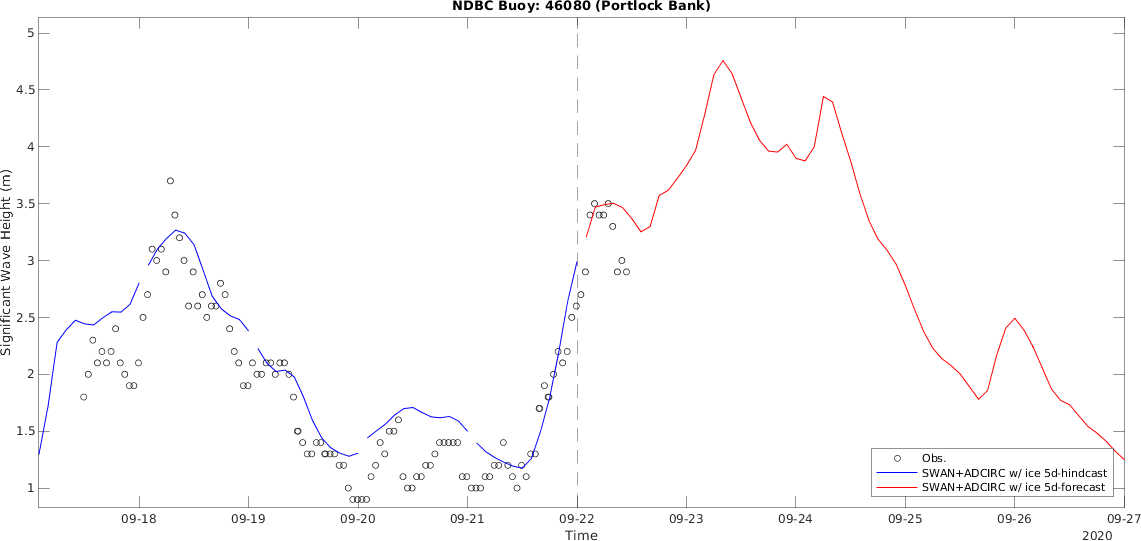 NDBC Buoy: 46080 (Portlock Bank)
5
4.5
4
3.5
3
2.5
2
1.5
1
Significant Wave Height (m)
Obs.
SWAN+ADCIRC w/ ice 5d-hindcast
SWAN+ADCIRC w/ ice 5d-forecast
09-18 09-19 09-20 09-21 09-22 09-23 09-24 09-25 09-26 09-27
Time
2020